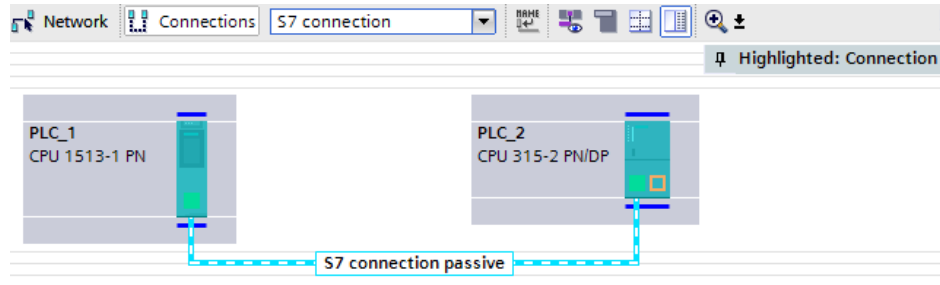 Network Connections S7 connection NAME
Highlighted: Connection
PLC_1
CPU 1513-1 PN
PLC_2
CPU 315-2 PN/DP
S7 connection passive